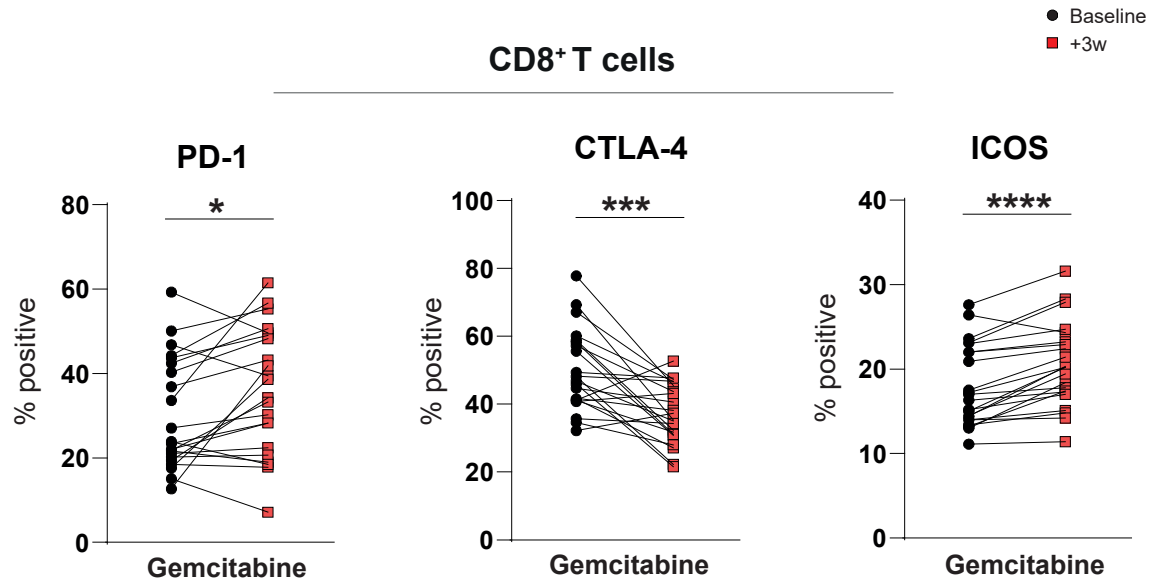 Baseline
+3w
CD8⁺ T cells
PD-1
CTLA-4
ICOS
*
***
****
% positive
80
60
40
20
0
Gemcitabine
% positive
100
80
60
40
20
0
Gemcitabine
% positive
40
30
20
10
0
Gemcitabine